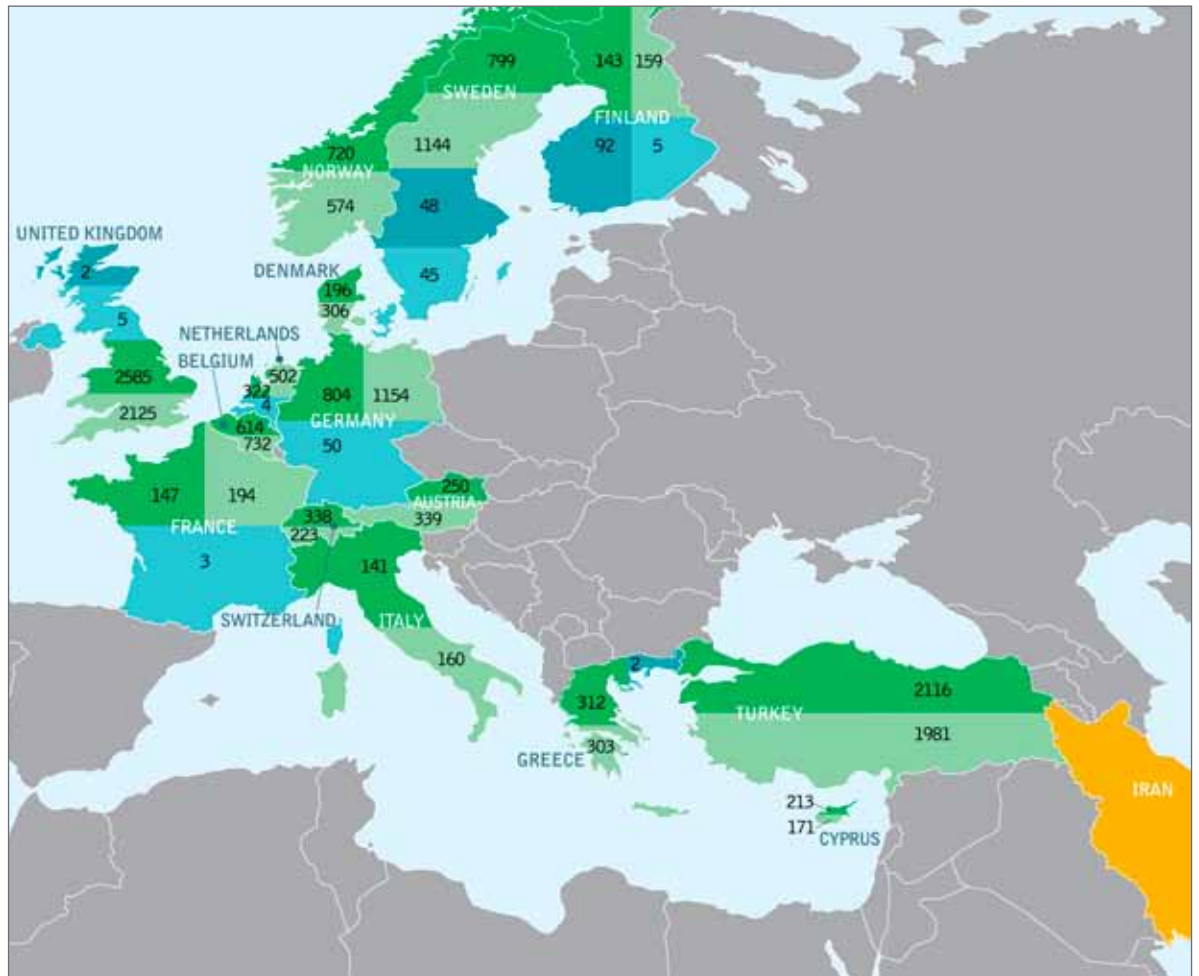 799
143
159
SWEDEN
FINLAND
1144
92
5
720
NORWAY
574
48
UNITED KINGDOM
2
DENMARK
45
196
306
5
NETHERLANDS
BELGIUM
502
322
4
2585
804
1154
2125
614
GERMANY
732
50
147
194
250
AUSTRIA
339
FRANCE
338
223
3
141
SWITZERLAND
ITALY
160
2
312
2116
TURKEY
303
1981
GREECE
IRAN
213
171
CYPRUS